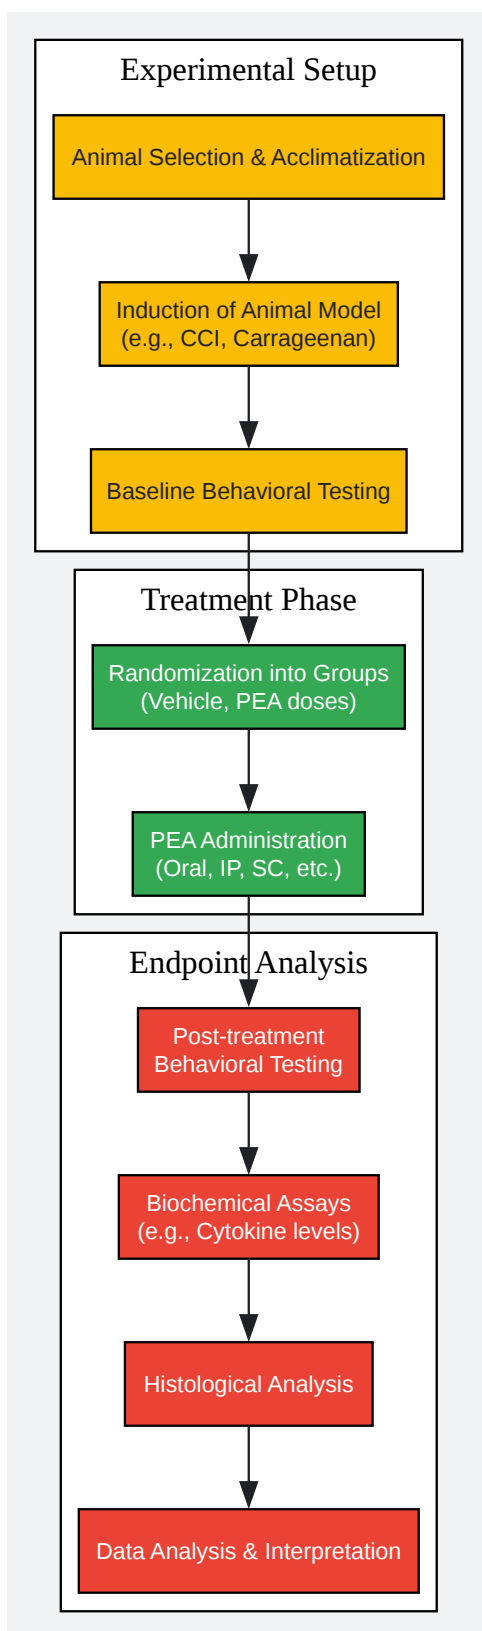 Experimental Setup
Animal Selection & Acclimatization
Induction of Animal Model
(e.g., CCI, Carrageenan)
Baseline Behavioral Testing
Treatment Phase
Randomization into Groups
(Vehicle, PEA doses)
PEA Administration
(Oral, IP, SC, etc.)
Endpoint Analysis
Post-treatment
Behavioral Testing
Biochemical Assays
(e.g., Cytokine levels)
Histological Analysis
Data Analysis & Interpretation